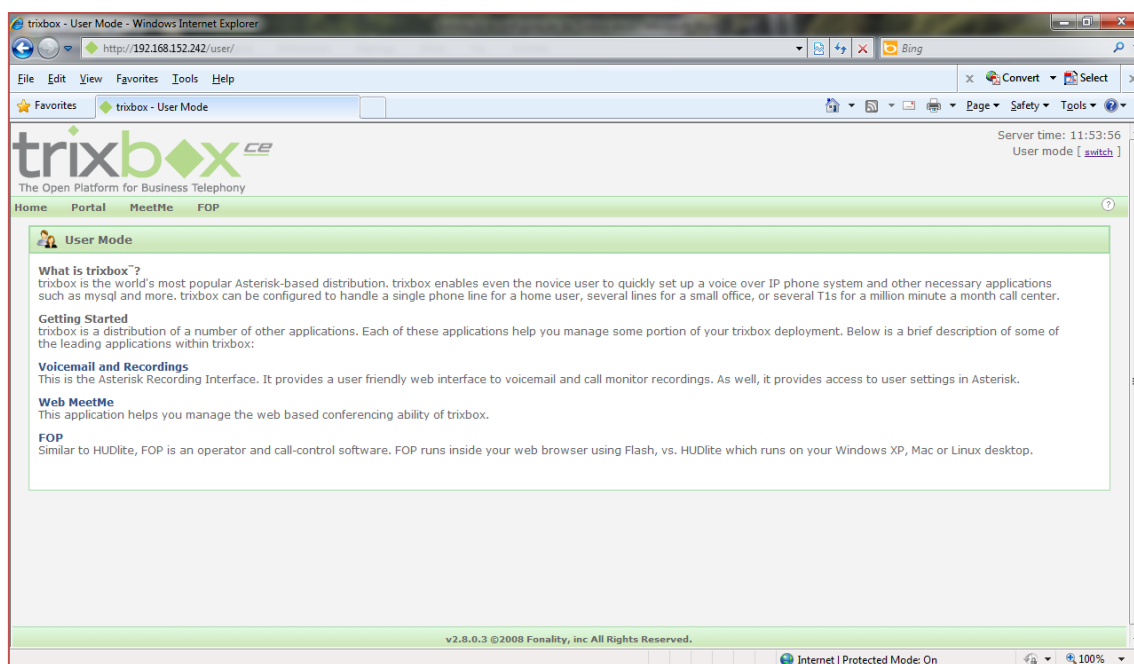 trixbox - User Mode - Windows Internet Explorer
http://192.168.152.242/user/
Bing
File Edit View Favorites Tools Help
x Convert Select
Favorites trixbox - User Mode
Page Safety Tools
Server time: 11:53:56
User mode [ switch ]
trixbox CE
The Open Platform for Business Telephony
Home Portal MeetMe FOP
?
User Mode
What is trixbox™?
trixbox is the world's most popular Asterisk-based distribution. trixbox enables even the novice user to quickly set up a voice over IP phone system and other necessary applications
such as mysql and more. trixbox can be configured to handle a single phone line for a home user, several lines for a small office, or several T1s for a million minute a month call center.
Getting Started
trixbox is a distribution of a number of other applications. Each of these applications help you manage some portion of your trixbox deployment. Below is a brief description of some of
the leading applications within trixbox:
Voicemail and Recordings
This is the Asterisk Recording Interface. It provides a user friendly web interface to voicemail and call monitor recordings. As well, it provides access to user settings in Asterisk.
Web MeetMe
This application helps you manage the web based conferencing ability of trixbox.
FOP
Similar to HUDlite, FOP is an operator and call-control software. FOP runs inside your web browser using Flash, vs. HUDlite which runs on your Windows XP, Mac or Linux desktop.
v2.8.0.3 ©2008 Fonality, inc All Rights Reserved.
Internet | Protected Mode: On
100%